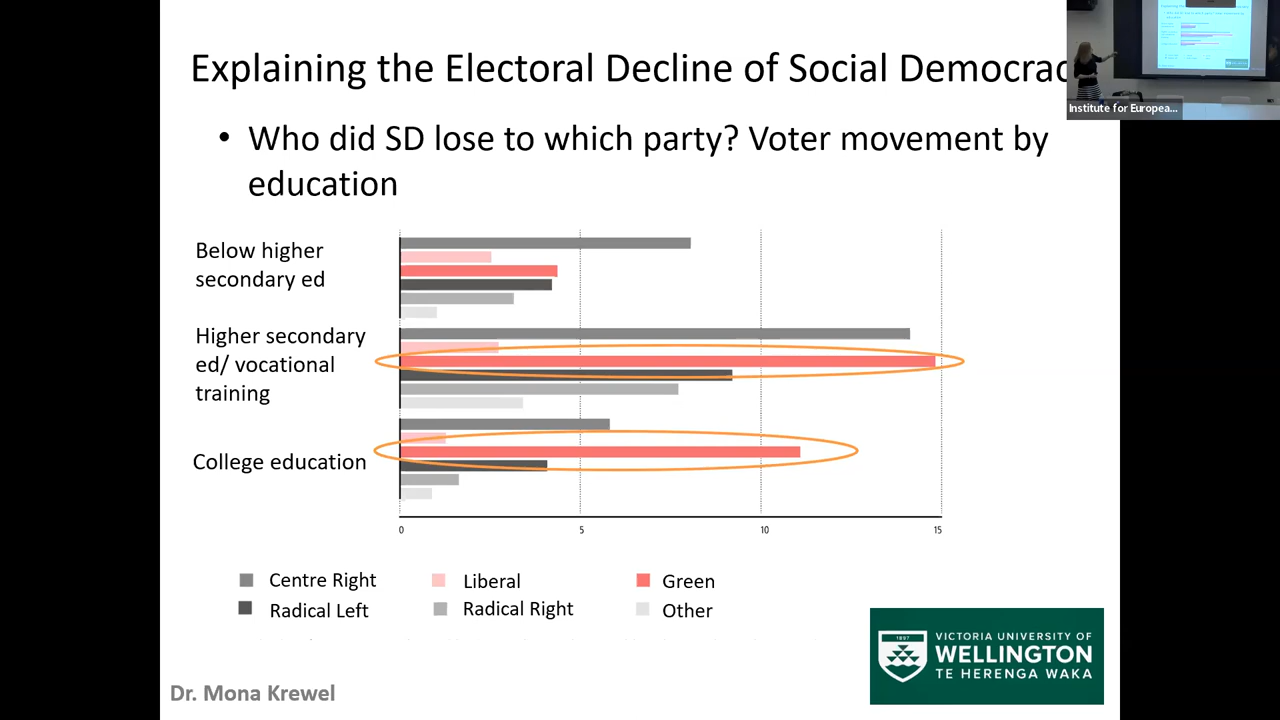 Explaining the Electoral Decline of Social Democrac
Institute for Europea...
• Who did SD lose to which party? Voter movement by
education
Below higher
secondary ed
Higher secondary
ed/ vocational
training
College education
0 5 10 15
Centre Right Liberal Green
Radical Left Radical Right Other
1897
VICTORIA UNIVERSITY OF
WELLINGTON
TE HERENGA WAKA
Dr. Mona Krewel